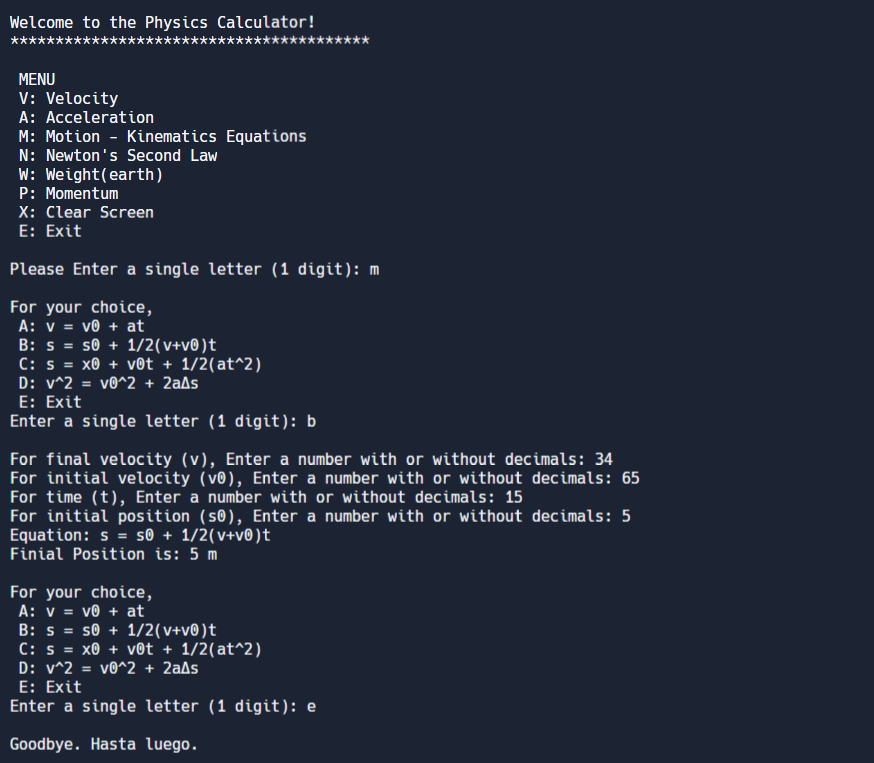 Welcome to the Physics Calculator!
****************************************
MENU
V: Velocity
A: Acceleration
M: Motion - Kinematics Equations
N: Newton's Second Law
W: Weight(earth)
P: Momentum
X: Clear Screen
E: Exit
Please Enter a single letter (1 digit): m
For your choice,
A: v = v0 + at
B: s = s0 + 1/2(v+v0)t
C: s = x0 + v0t + 1/2(at^2)
D: v^2 = v0^2 + 2aΔs
E: Exit
Enter a single letter (1 digit): b
For final velocity (v), Enter a number with or without decimals: 34
For initial velocity (v0), Enter a number with or without decimals: 65
For time (t), Enter a number with or without decimals: 15
For initial position (s0), Enter a number with or without decimals: 5
Equation: s = s0 + 1/2(v+v0)t
Finial Position is: 5 m
For your choice,
A: v = v0 + at
B: s = s0 + 1/2(v+v0)t
C: s = x0 + v0t + 1/2(at^2)
D: v^2 = v0^2 + 2aΔs
E: Exit
Enter a single letter (1 digit): e
Goodbye. Hasta luego.